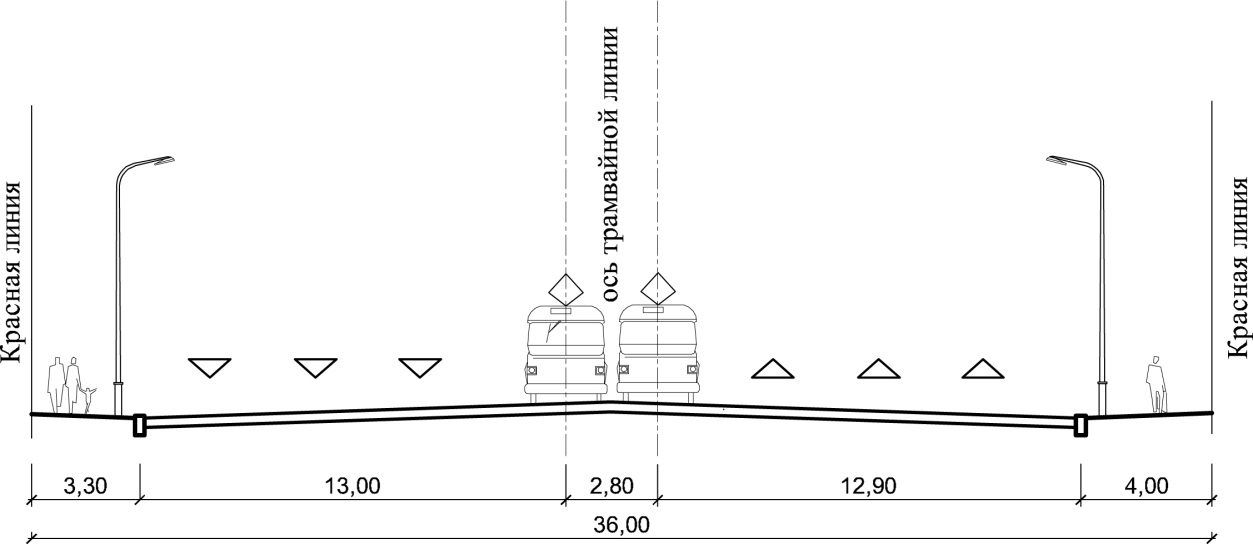 Красная линия
ось трамвайной линии
Красная линия
3,30
13,00
2,80
12,90
4,00
36,00